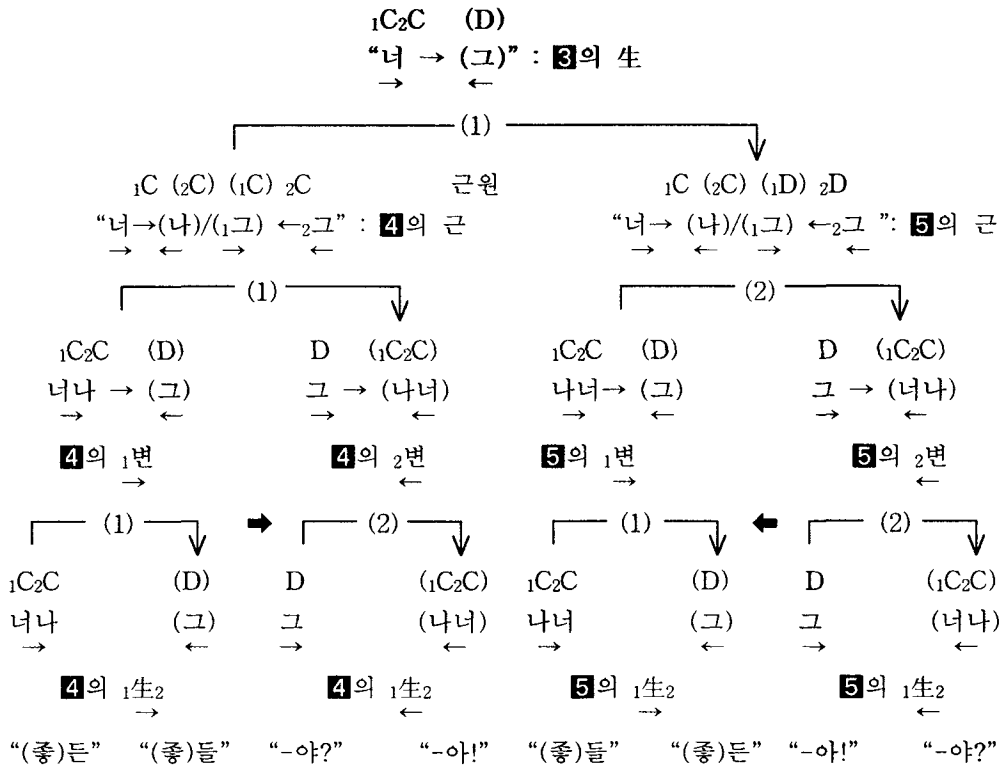 ₁C₂C (D)
“너 → (그)” : 3의 生
→ ←
(1)
₁C (₂C) (₁C) ₂C 근원 ₁C (₂C) (₁D) ₂D
“너→(나)/(₁그) ←₂그” : 4의 근 “너→ (나)/(₁그) ←₂그 ”: 5의 근
→ ← → ← → ← → ←
(1) (2)
₁C₂C (D) D (₁C₂C) ₁C₂C (D) D (₁C₂C)
너나 → (그) 그 → (나너) 나너→ (그) 그 → (너나)
→ ← → ← → ← → ←
4의 ₁변 4의 ₂변 5의 ₁변 5의 ₂변
→ ← → ←
(1) ➡ (2) (1) ⬅ (2)
₁C₂C (D) D (₁C₂C) ₁C₂C (D) D (₁C₂C)
너나 (그) 그 (나너) 나너 (그) 그 (너나)
→ ← → ← → ← → ←
4의 ₁生₂ 4의 ₁生₂ 5의 ₁生₂ 5의 ₁生₂
→ ← → ←
“(좋)든” “(좋)들” “-야?” “-아!” “(좋)들” “(좋)든” “-아!” “-야?”